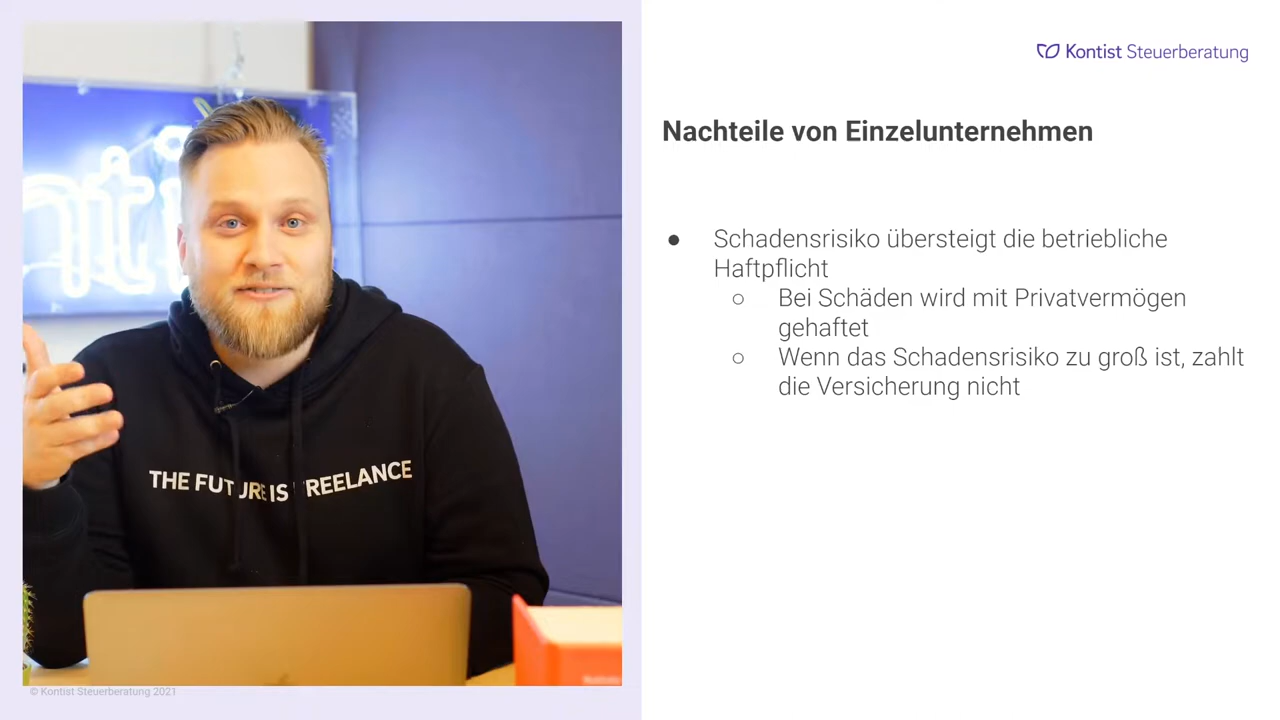 Kontist Steuerberatung
Nachteile von Einzelunternehmen
● Schadensrisiko übersteigt die betriebliche
Haftpflicht
○ Bei Schäden wird mit Privatvermögen
gehaftet
○ Wenn das Schadensrisiko zu groß ist, zahlt
die Versicherung nicht
nti
THE FUTURE IS FREELANCE
© Kontist Steuerberatung 2021